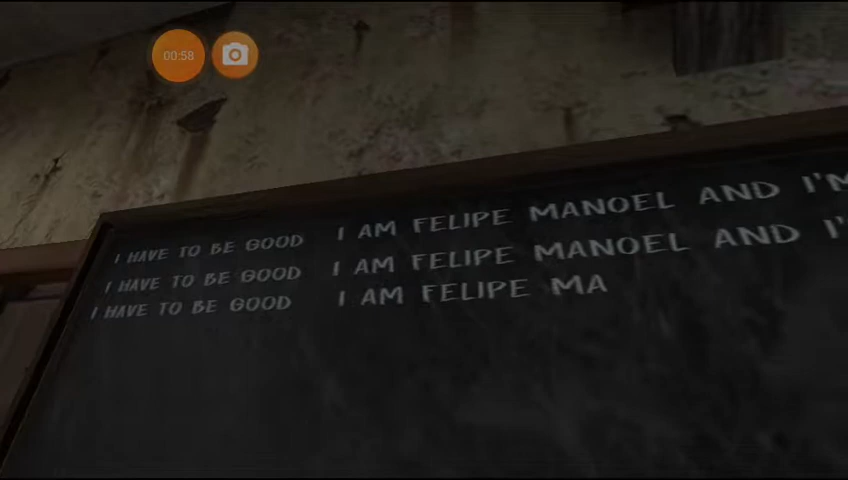 00:58
I HAVE TO BE GOOD I AM FELIPE MANOEL AND I'M
I HAVE TO BE GOOD I AM FELIPE MANOEL AND I'
I HAVE TO BE GOOD I AM FELIPE MA